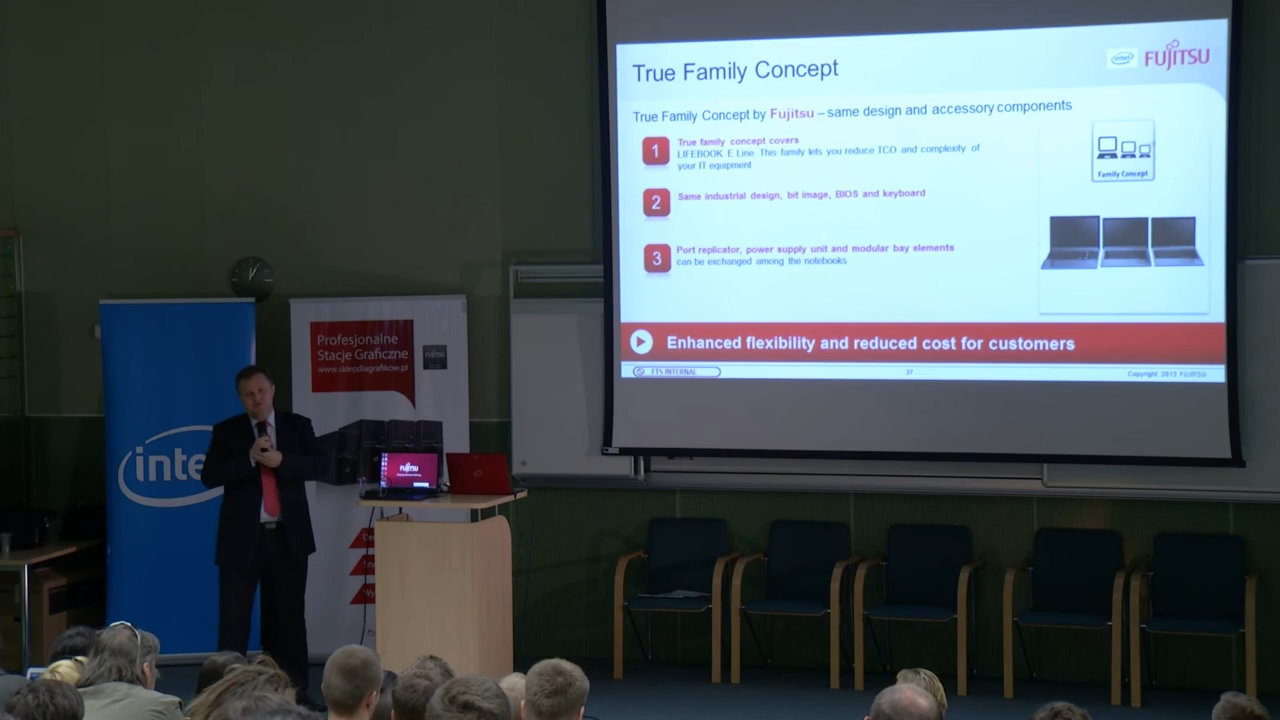 True Family Concept
intel
FUJITSU
True Family Concept by Fujitsu – same design and accessory components
1
True family concept covers
LIFEBOOK E Line. This family lets you reduce TCO and complexity of
your IT equipment
2
Same industrial design, bit image, BIOS and keyboard
3
Port replicator, power supply unit and modular bay elements
can be exchanged among the notebooks
Family Concept
Enhanced flexibility and reduced cost for customers
FTS INTERNAL
37
Copyright 2013 FUJITSU
Profesjonalne
Stacje Graficzne
www.sklepdlagrafikow.pl
FUJITSU
inte
FUJITSU